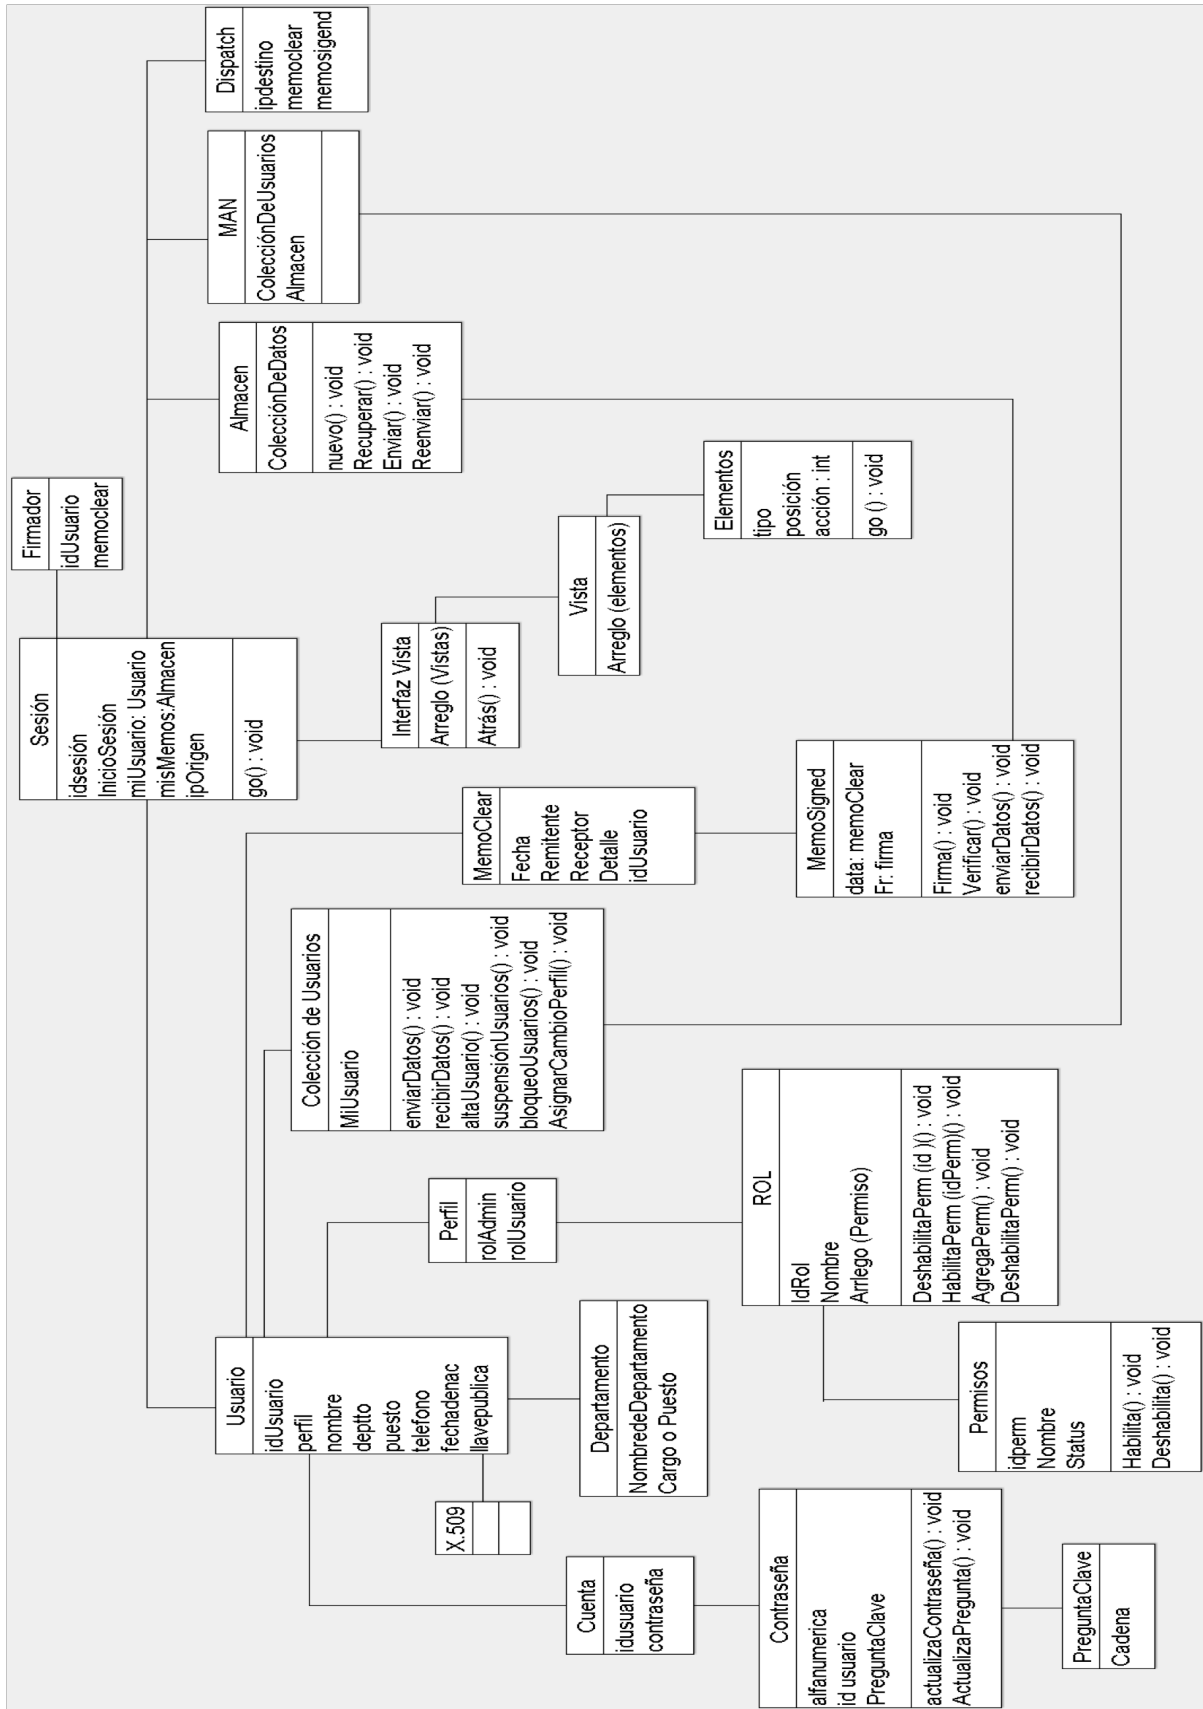 Sesión
idsesión
InicioSesión
miUsuario: Usuario
misMemos:Almacen
ipOrigen
go() : void
Firmador
idUsuario
memoclear
Usuario
idUsuario
perfil
nombre
deptto
puesto
telefono
fechadenac
llavepublica
Colección de Usuarios
MiUsuario
enviarDatos() : void
recibirDatos() : void
altaUsuario() : void
suspensiónUsuarios() : void
bloqueoUsuarios() : void
AsignarCambioPerfil() : void
MemoClear
Fecha
Remitente
Receptor
Detalle
idUsuario
Interfaz Vista
Arreglo (Vistas)
Atrás() : void
Almacen
ColecciónDeDatos
nuevo() : void
Recuperar() : void
Enviar() : void
Reenviar() : void
MAN
ColecciónDeUsuarios
Almacen
Dispatch
ipdestino
memoclear
memosigend
X.509
Perfil
rolAdmin
rolUsuario
Vista
Arreglo (elementos)
Cuenta
idusuario
contraseña
Departamento
NombredeDepartamento
Cargo o Puesto
Elementos
tipo
posición
acción : int
go () : void
Contraseña
alfanumerica
id usuario
PreguntaClave
actualizaContraseña() : void
ActualizaPregunta() : void
ROL
IdRol
Nombre
Arrlego (Permiso)
DeshabilitaPerm (id )() : void
HabilitaPerm (idPerm)() : void
AgregaPerm() : void
DeshabilitaPerm() : void
MemoSigned
data: memoClear
Fr: firma
Firma() : void
Verificar() : void
enviarDatos() : void
recibirDatos() : void
Permisos
idperm
Nombre
Status
Habilita() : void
Deshabilita() : void
PreguntaClave
Cadena